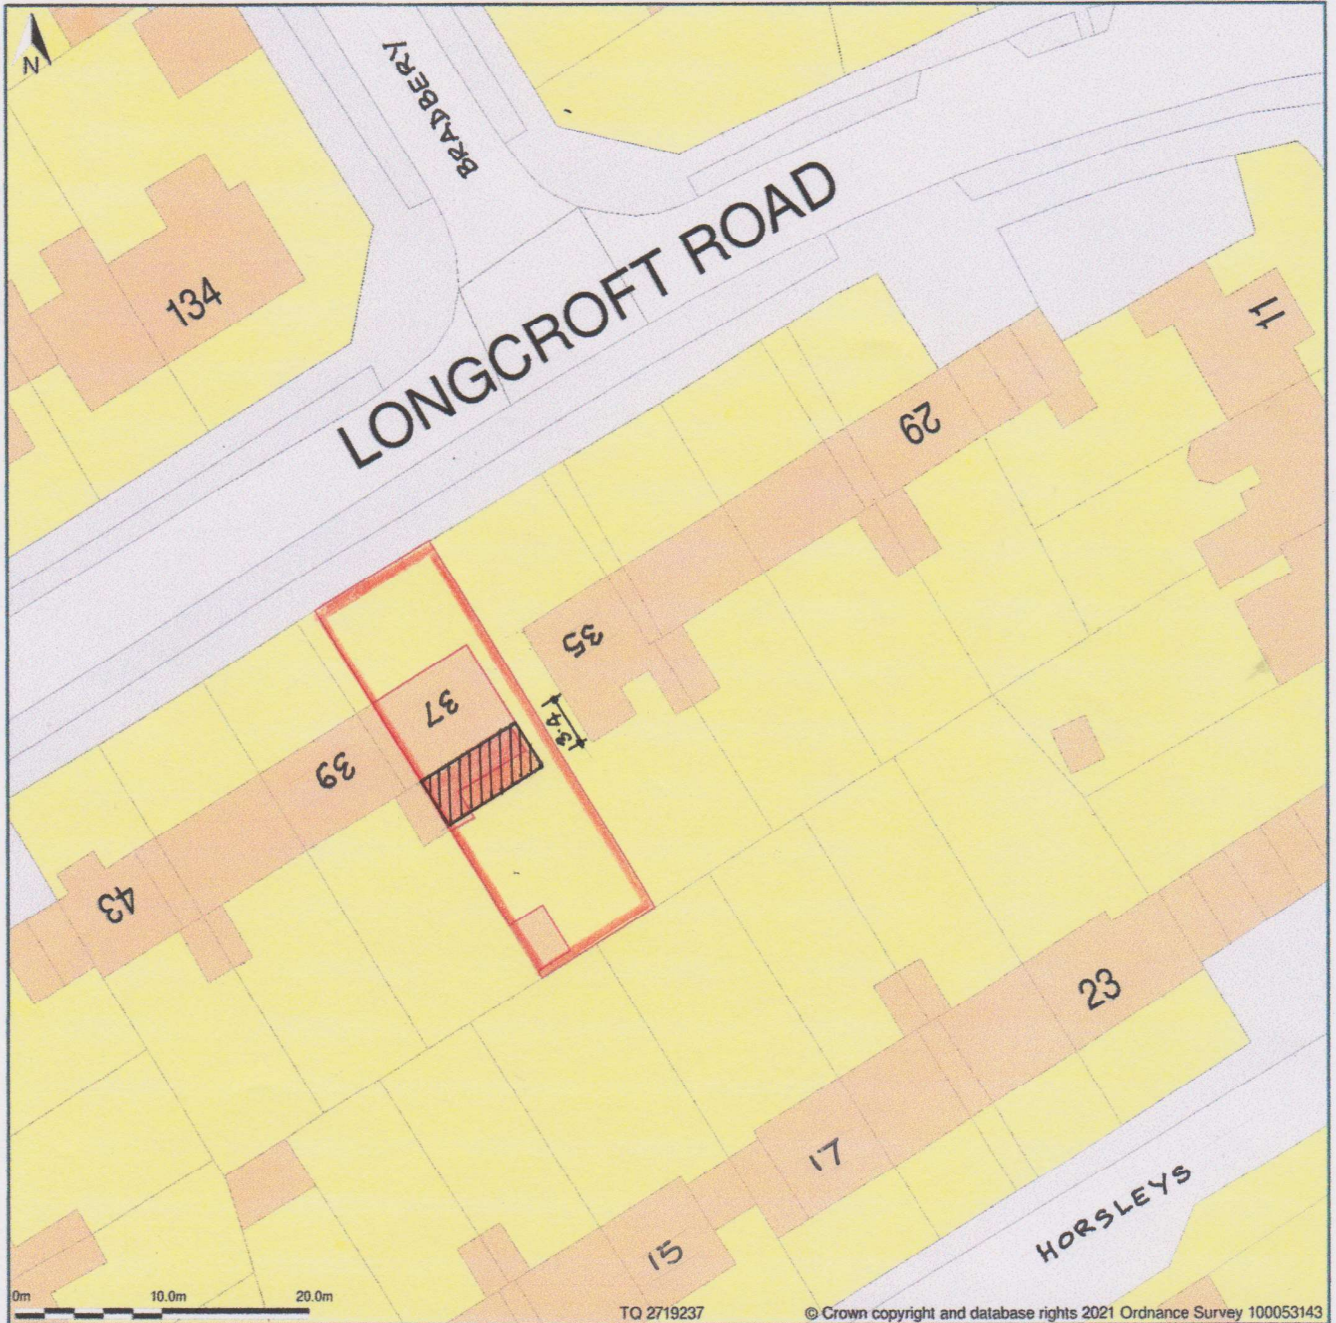 N
BRADBERY
LONGCROFT ROAD
134
11
29
35
37
3.4
39
43
23
17
15
HORSLEYS
0m 10.0m 20.0m
TQ 2719237
© Crown copyright and database rights 2021 Ordnance Survey 100053143